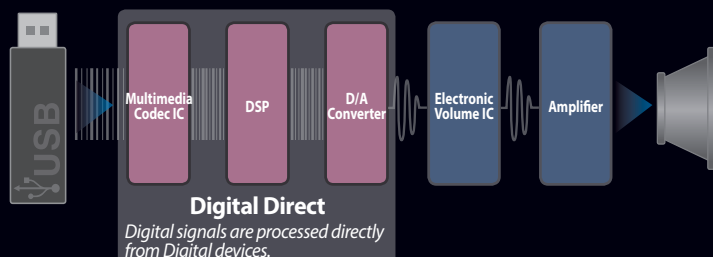 USB
Multimedia
Codec IC
DSP
D/A
Converter
Electronic
Volume IC
Amplifier
Digital Direct
Digital signals are processed directly
from Digital devices.